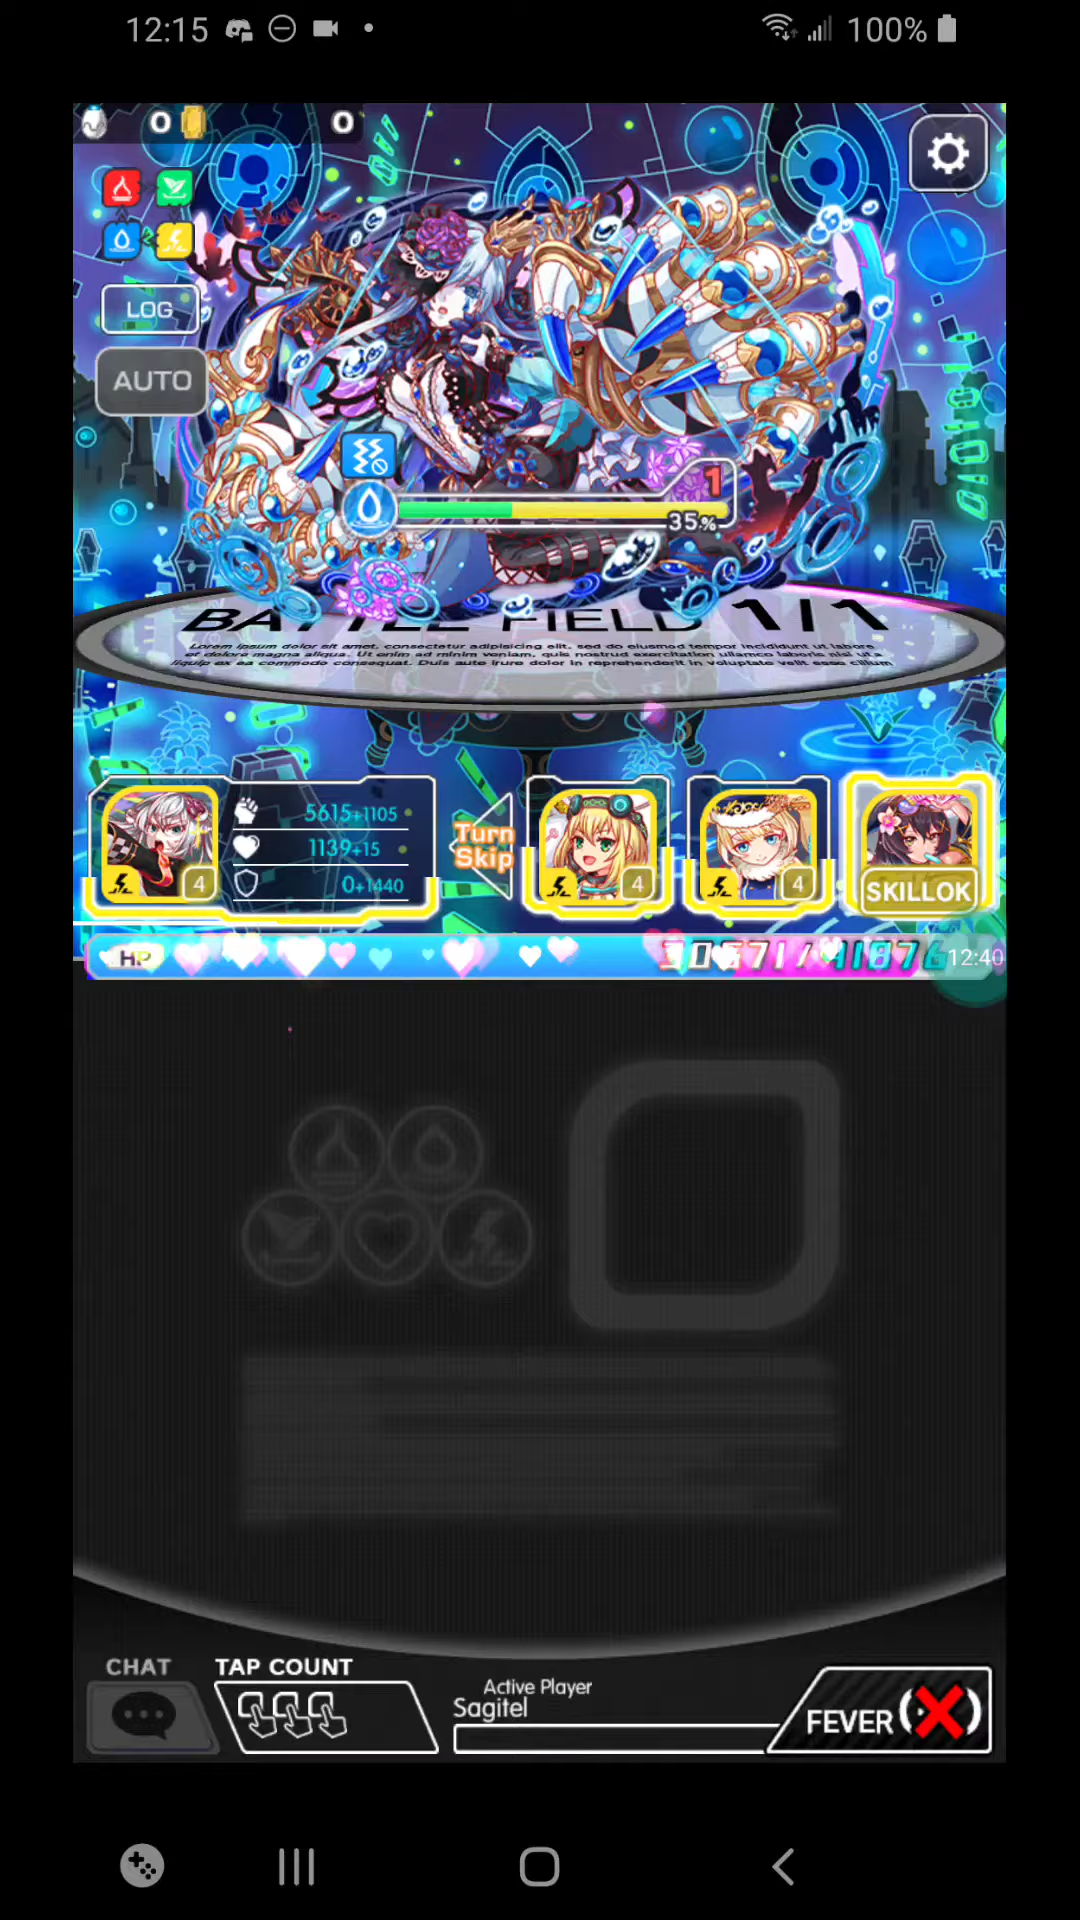 12:15
100%
0
0
LOG
AUTO
1
35%
BATTLE FIELD 1/1
Lorem ipsum dolor sit amet, consectetur adipisicing elit, sed do eiusmod tempor incididunt ut labore
et dolore magna aliqua. Ut enim ad minim veniam, quis nostrud exercitation ullamco laboris nisi ut a
liquip ex ea commodo consequat. Duis aute irure dolor in reprehenderit in voluptate velit esse cillum
5615+1105
1139+15
0+1440
4
Turn
Skip
4
4
SKILLOK
HP
/41876
12:40
CHAT
TAP COUNT
Active Player
Sagitel
FEVER